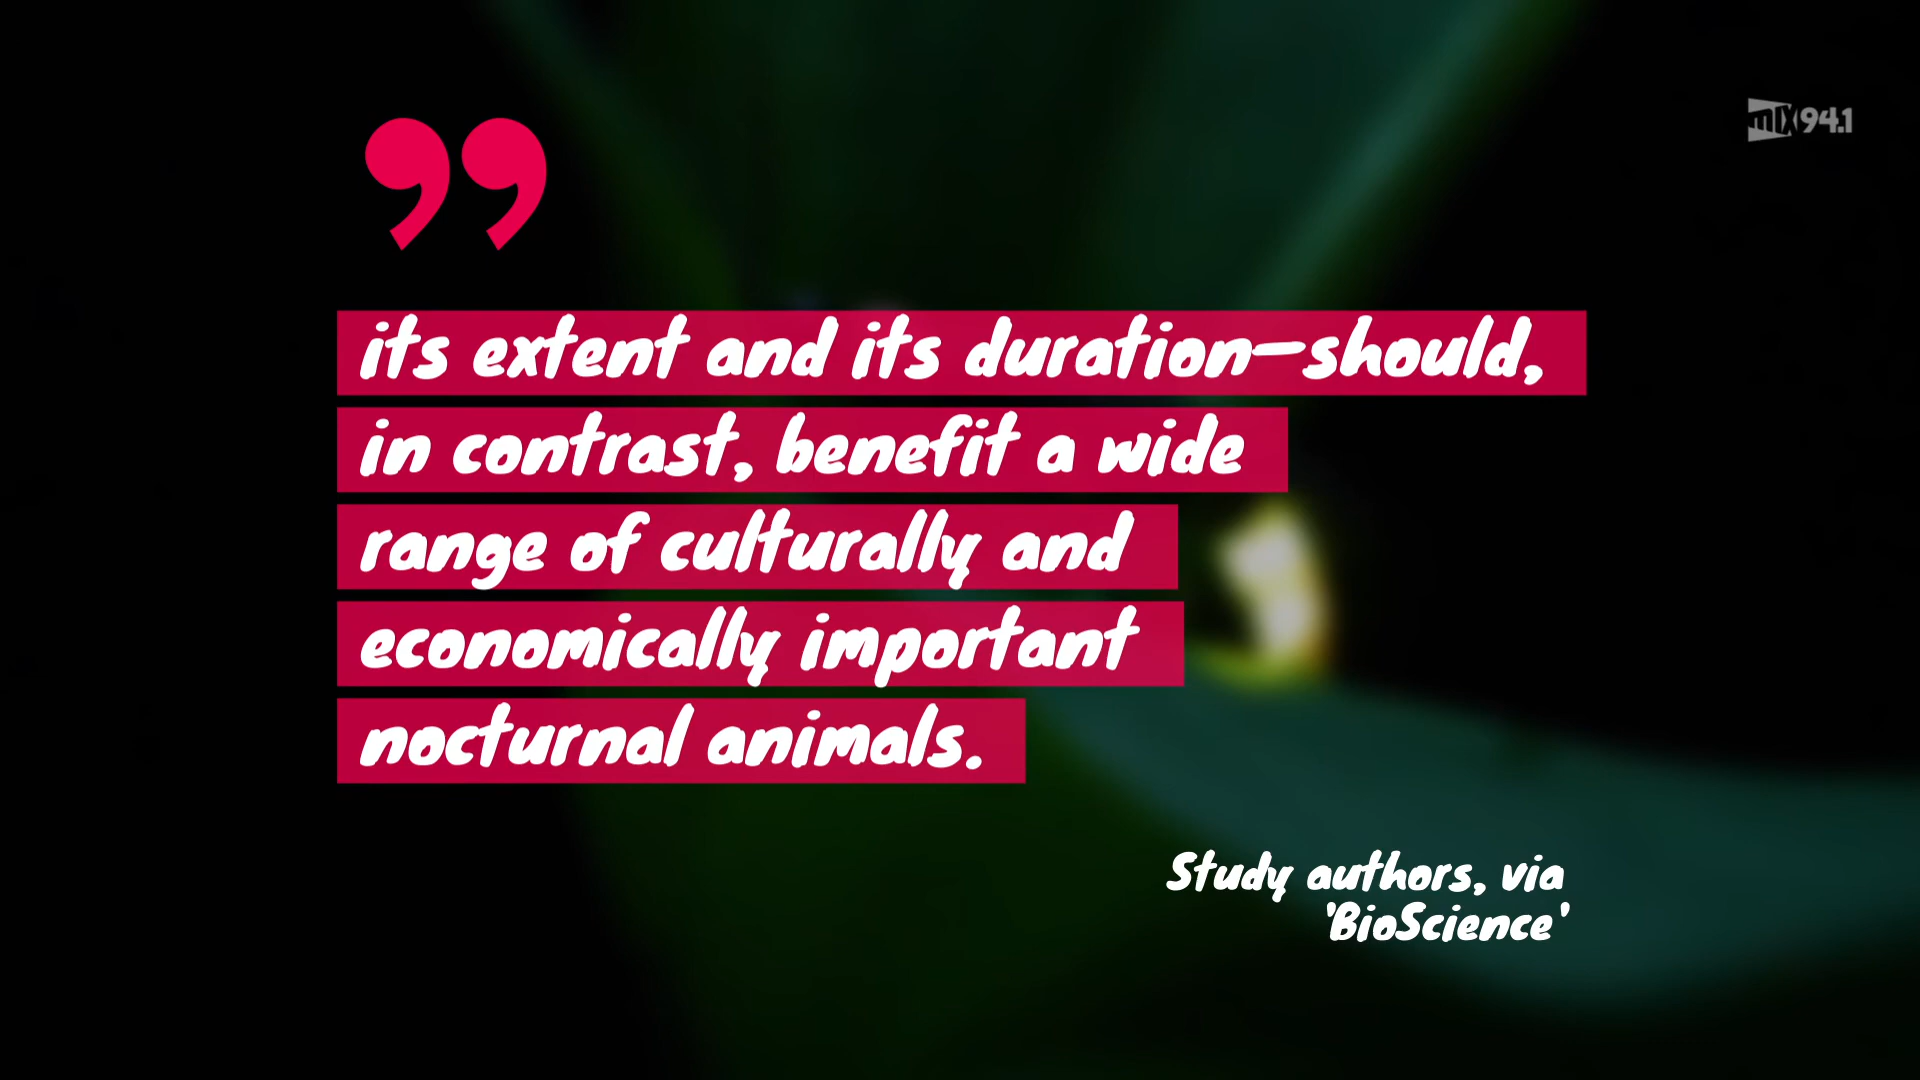 mix 94.1
”
its extent and its duration—should,
in contrast, benefit a wide
range of culturally and
economically important
nocturnal animals.
Study authors, via
'BioScience'